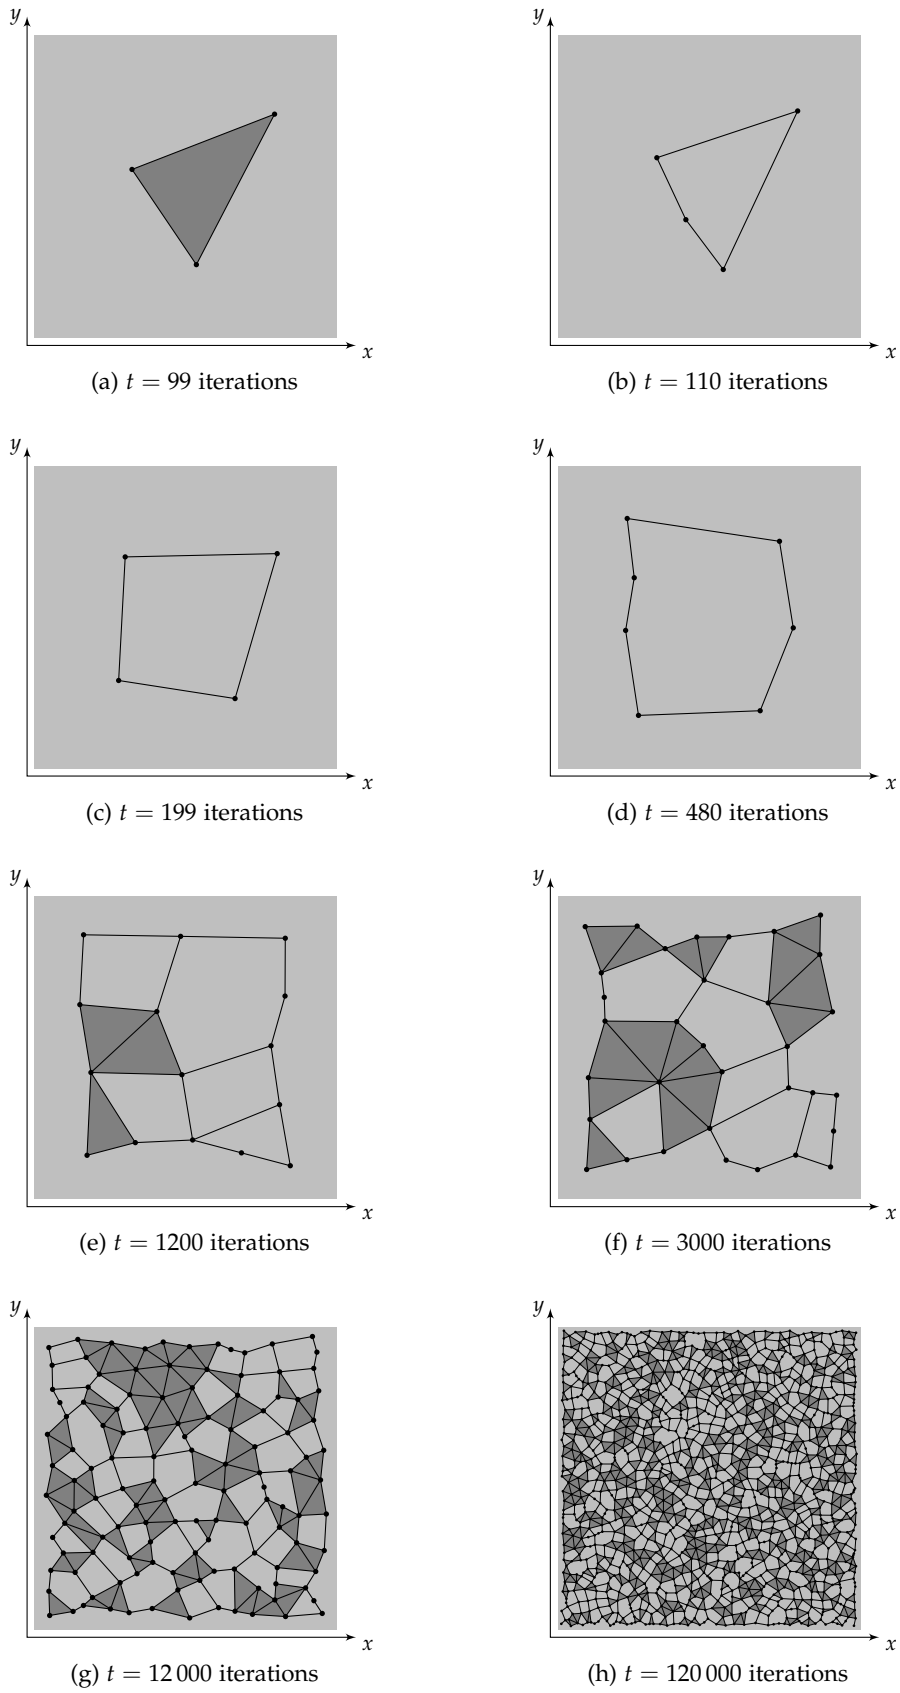 y y
x x
(a) t = 99 iterations (b) t = 110 iterations
y y
x x
(c) t = 199 iterations (d) t = 480 iterations
y y
x x
(e) t = 1200 iterations (f) t = 3000 iterations
y y
x x
(g) t = 12 000 iterations (h) t = 120 000 iterations